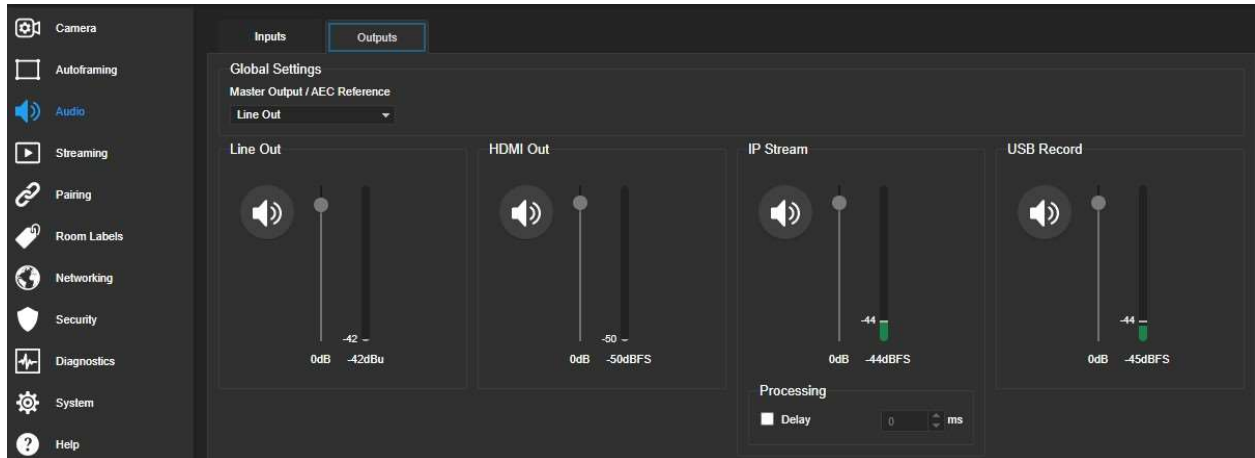 Camera
Autoframing
Audio
Streaming
Pairing
Room Labels
Networking
Security
Diagnostics
System
Help
Inputs Outputs
Global Settings
Master Output / AEC Reference
Line Out
Line Out
-42
0dB -42dBu
HDMI Out
-50
0dB -50dBFS
IP Stream
-44
0dB -44dBFS
Processing
Delay 0 ms
USB Record
-44
0dB -45dBFS